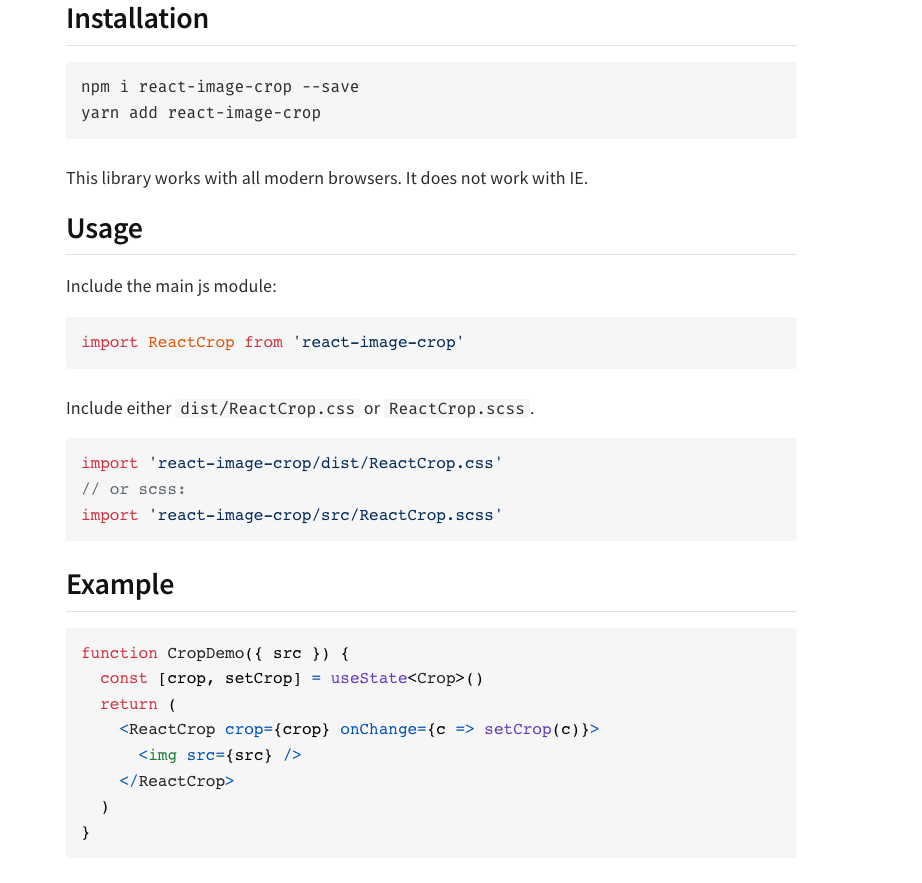 Installation
npm i react-image-crop --save
yarn add react-image-crop
This library works with all modern browsers. It does not work with IE.
Usage
Include the main js module:
import ReactCrop from 'react-image-crop'
Include either dist/ReactCrop.css or ReactCrop.scss.
import 'react-image-crop/dist/ReactCrop.css'
// or scss:
import 'react-image-crop/src/ReactCrop.scss'
Example
function CropDemo({ src }) {
  const [crop, setCrop] = useState<Crop>()
  return (
    <ReactCrop crop={crop} onChange={c => setCrop(c)}>
      <img src={src} />
    </ReactCrop>
  )
}